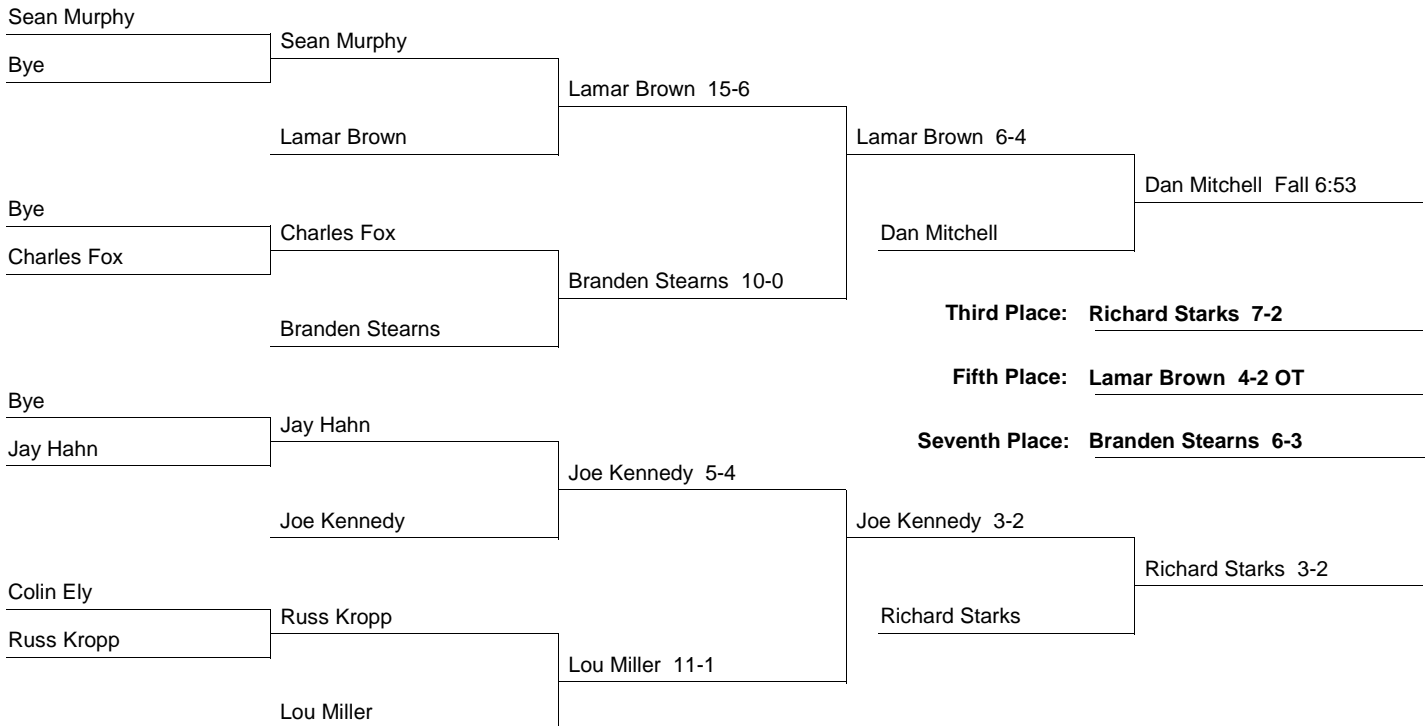 Sean Murphy
Sean Murphy
Bye
Lamar Brown 15-6
Lamar Brown
Lamar Brown 6-4
Dan Mitchell Fall 6:53
Bye
Charles Fox
Dan Mitchell
Charles Fox
Branden Stearns 10-0
Third Place: Richard Starks 7-2
Branden Stearns
Fifth Place: Lamar Brown 4-2 OT
Bye
Jay Hahn
Jay Hahn
Seventh Place: Branden Stearns 6-3
Joe Kennedy 5-4
Joe Kennedy
Joe Kennedy 3-2
Richard Starks 3-2
Colin Ely
Russ Kropp
Richard Starks
Russ Kropp
Lou Miller 11-1
Lou Miller